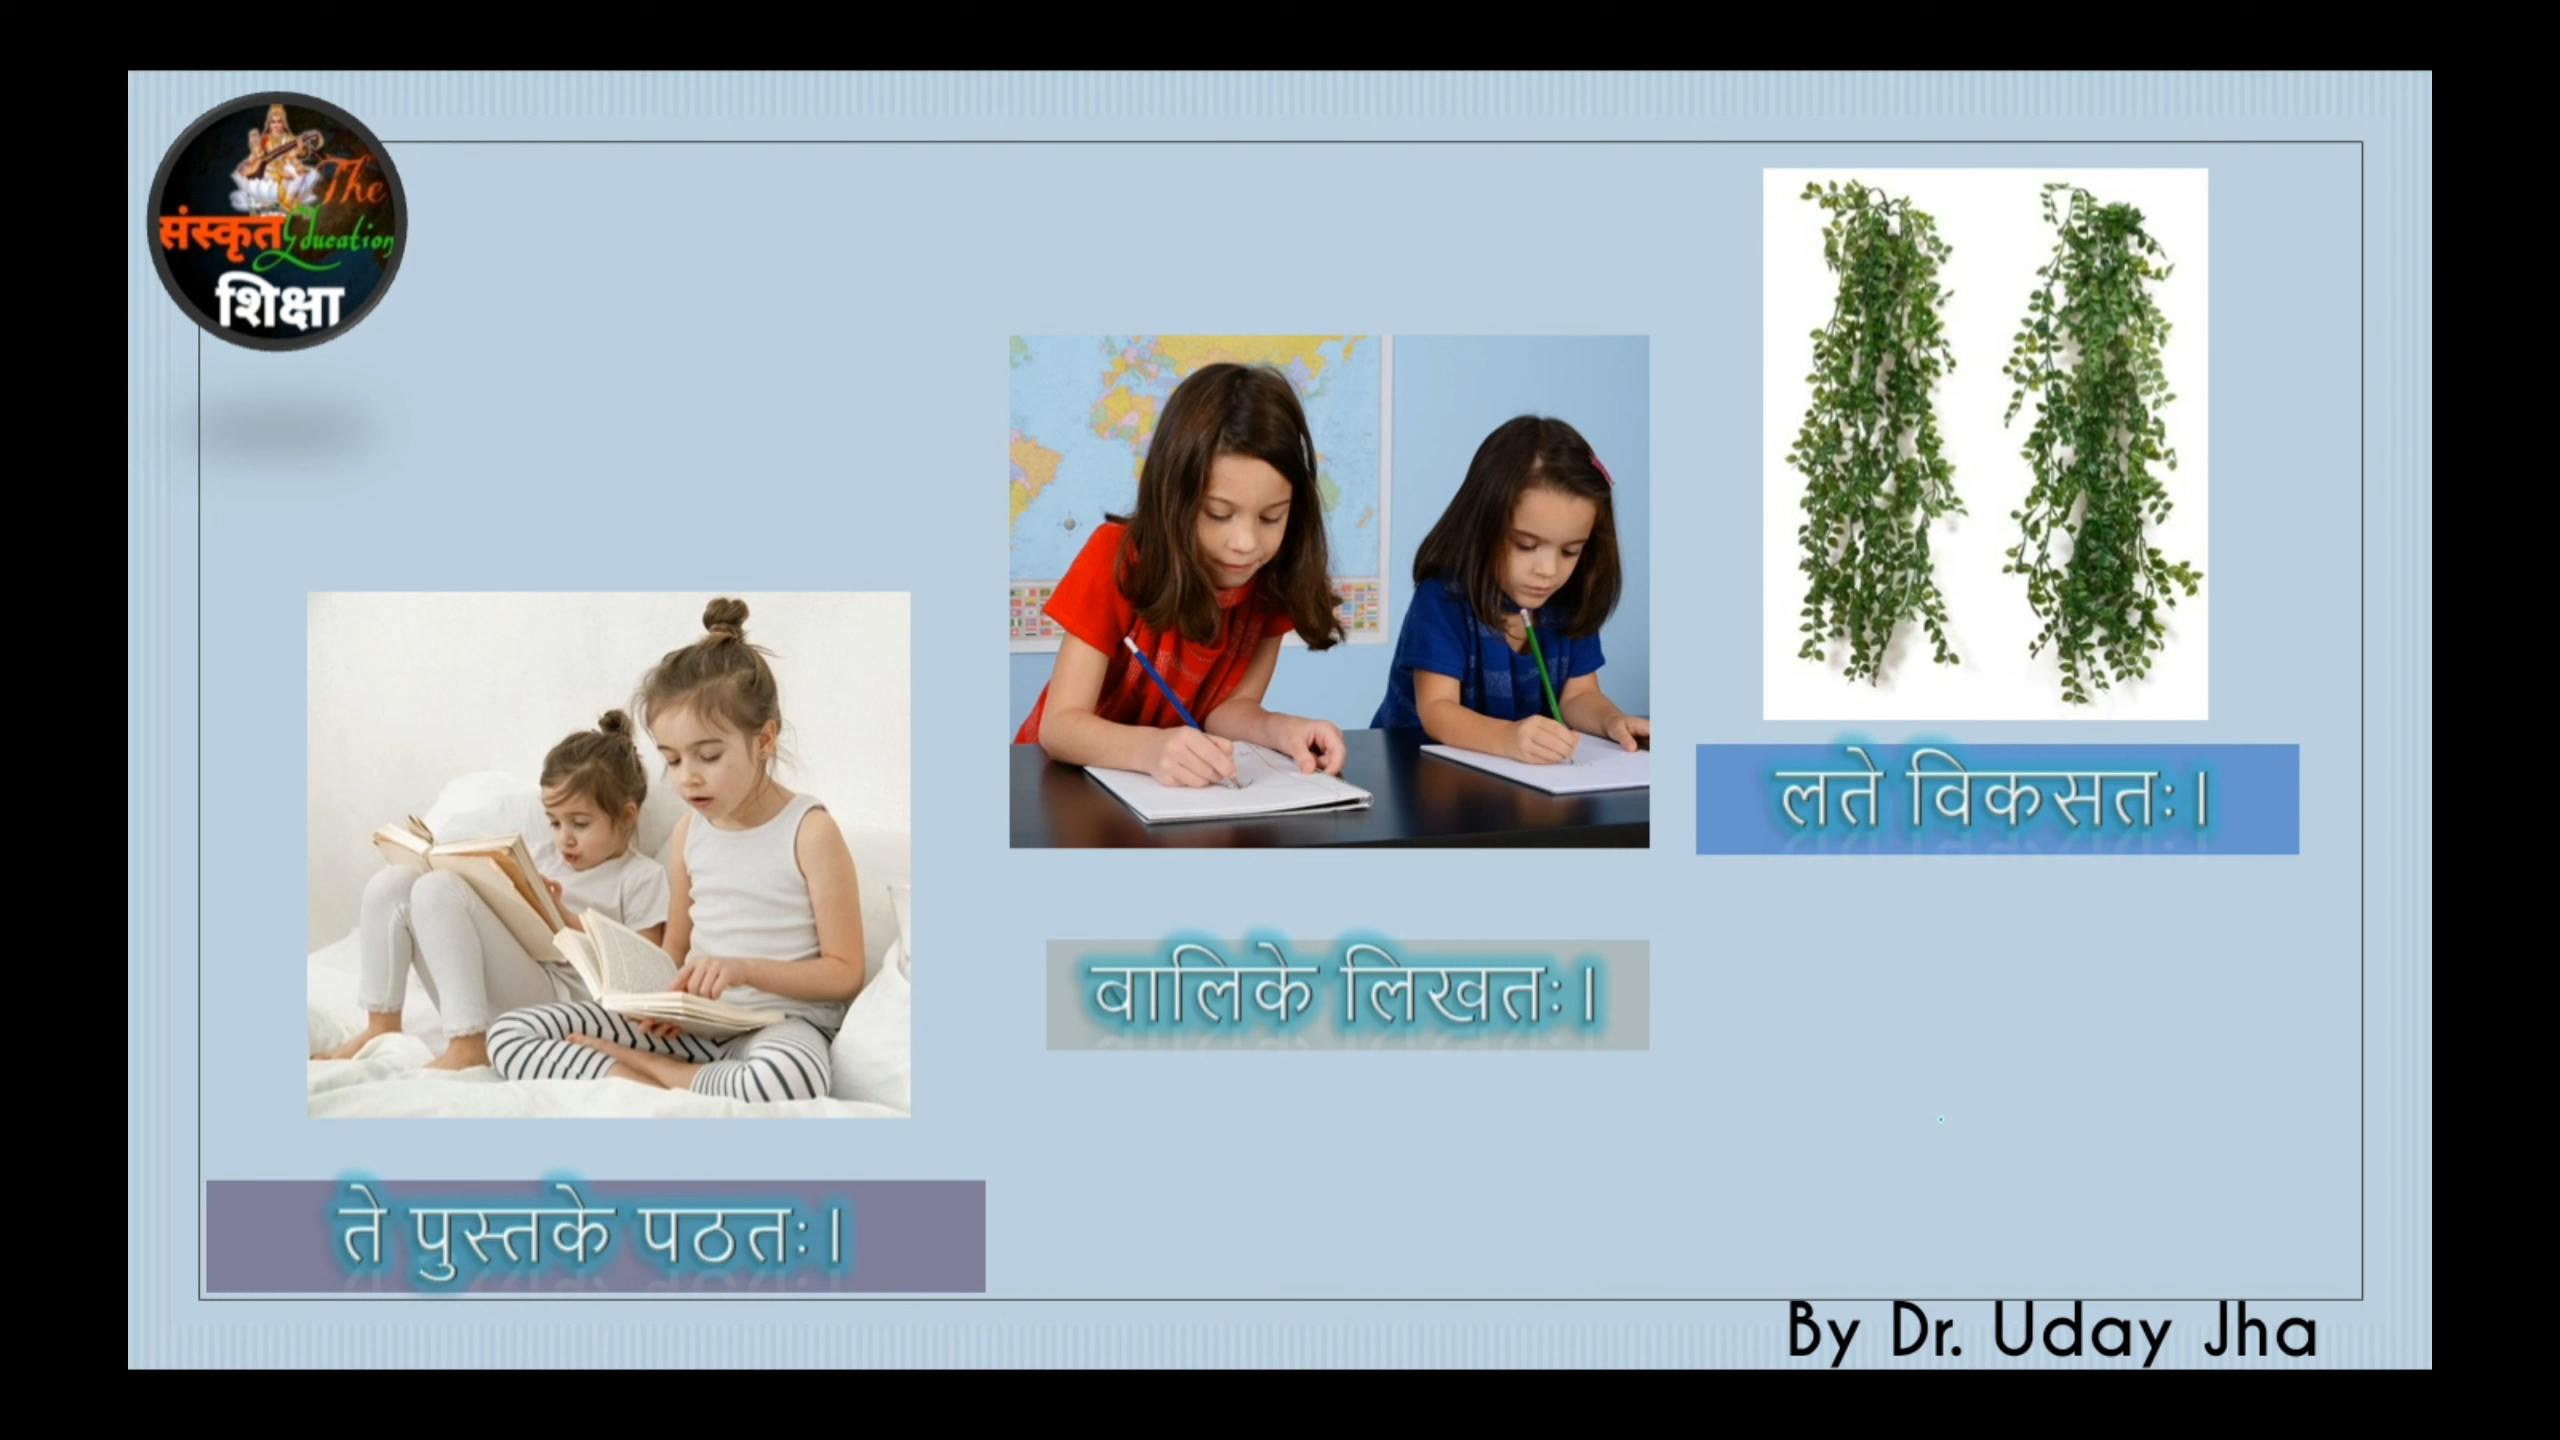 The
संस्कृत Education
शिक्षा
लते विकसतः।
बालिके लिखतः।
ते पुस्तके पठतः।
By Dr. Uday Jha